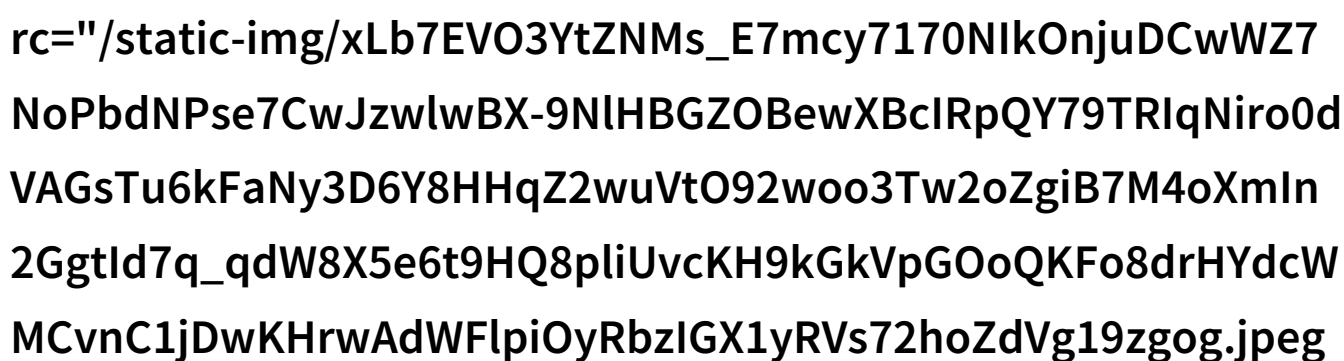 rc="/static-img/xLb7EVO3YtZNMs_E7mcy7170NIkOnjuDCwWZ7
NoPbdNPse7CwJzwlwBX-9NlHBGZOBewXBcIRpQY79TRIqNiro0d
VAGsTu6kFaNy3D6Y8HHqZ2wuVtO92woo3Tw2oZgiB7M4oXmIn
2GgtId7q_qdW8X5e6t9HQ8pliUvcKH9kGkVpGOoQKFo8drHYdcW
MCvnC1jDwKHrwAdWFlpiOyRbzIGX1yRVs72hoZdVg19zgog.jpeg